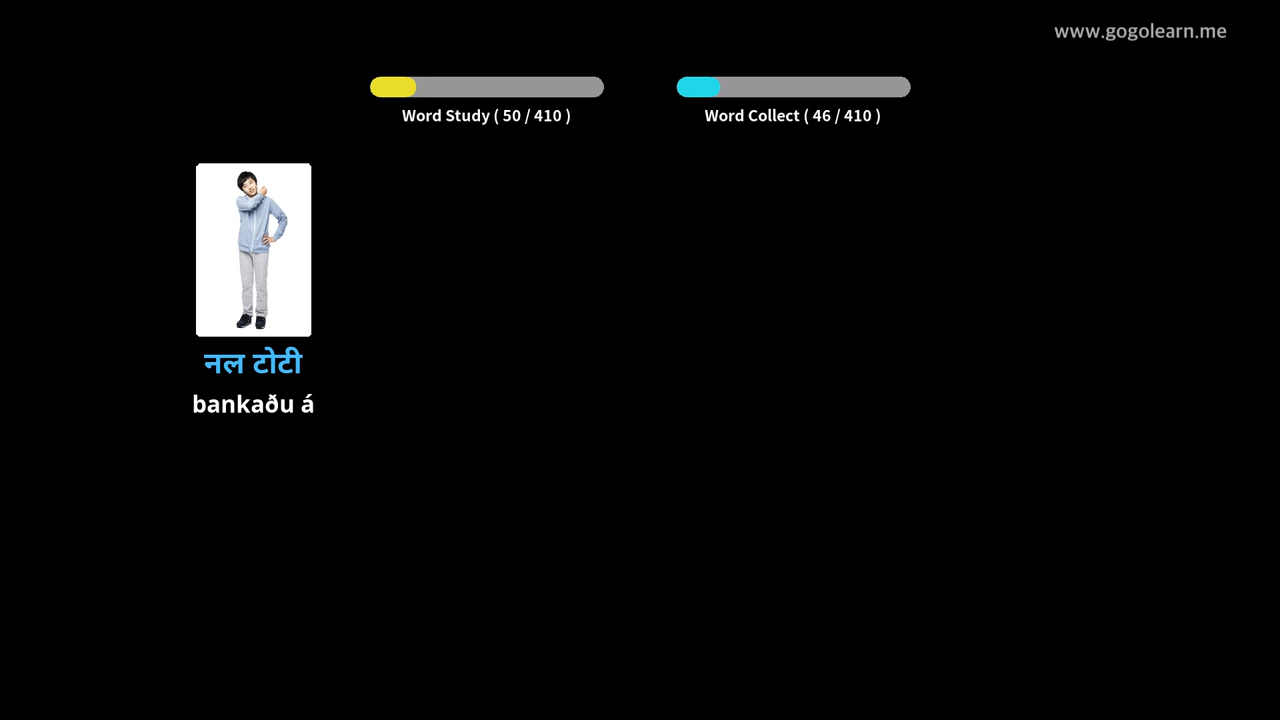 www.gogolearn.me
Word Study ( 50 / 410 )
Word Collect ( 46 / 410 )
नल टोटी
bankaðu á